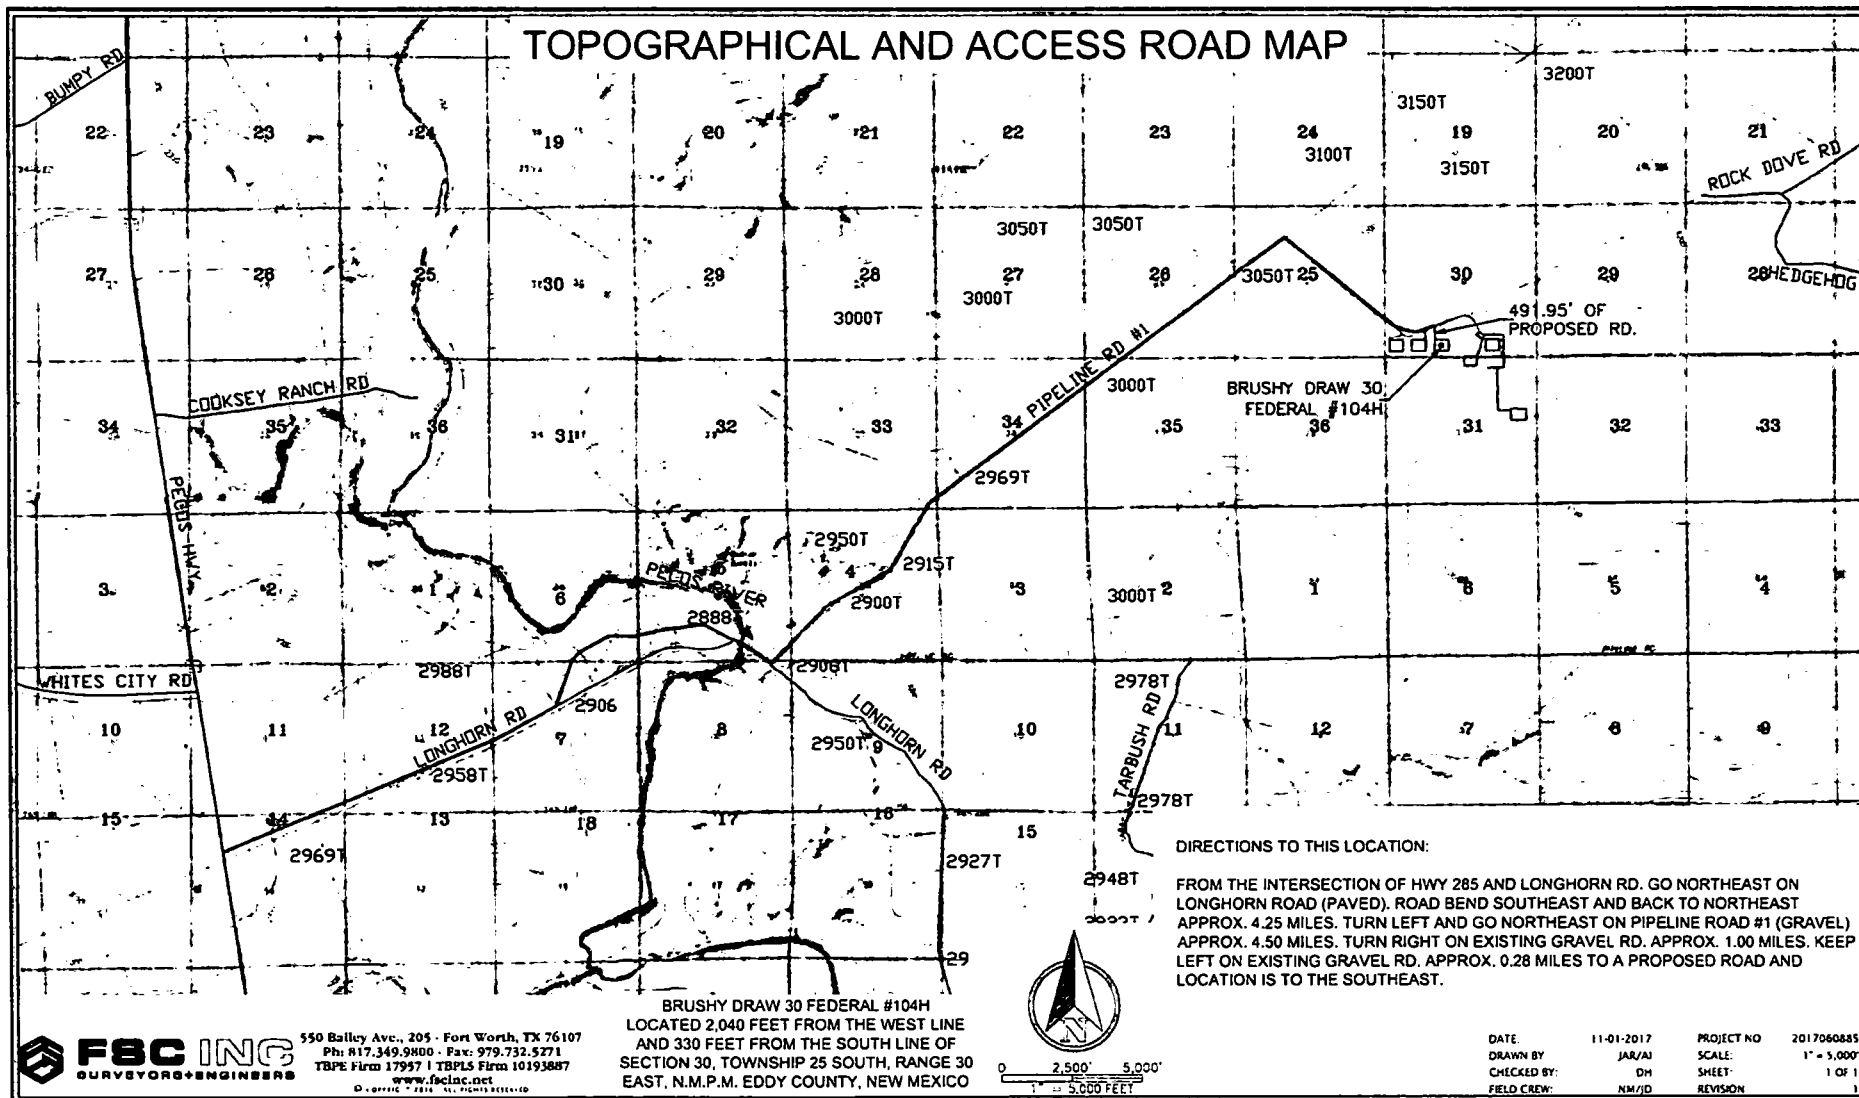 TOPOGRAPHICAL AND ACCESS ROAD MAP
BUMPY RD
3200T
3150T
22 23 24 19 20 21 22 23 24 19 20 21
3100T
3150T
ROCK DOVE RD
3050T 3050T
27 26 25 30 29 28 27 26 3050T 25 30 29 28 HEDGEHOG
3000T
3000T
491.95' OF
PROPOSED RD.
PIPELINE RD #1
COOKSEY RANCH RD
3000T
BRUSHY DRAW 30
FEDERAL #104H
34 35 36 31 32 33 34 35 36 31 32 33
2969T
PECOS HWY
2950T
2915T
PECOS RIVER
3 2 1 6 5 4 3 3000T 2 1 6 5 4
2900T
2888T
2988T
2906T
WHITES CITY RD
2978T
2906
LONGHORN RD
LONGHORN RD
TARBUSH RD
10 11 12 7 8 9 10 11 12 7 8 9
2950T
2958T
2978T
15 14 13 18 17 16 15
2969T
2927T
2948T
29
DIRECTIONS TO THIS LOCATION:
FROM THE INTERSECTION OF HWY 285 AND LONGHORN RD. GO NORTHEAST ON
LONGHORN ROAD (PAVED). ROAD BEND SOUTHEAST AND BACK TO NORTHEAST
APPROX. 4.25 MILES. TURN LEFT AND GO NORTHEAST ON PIPELINE ROAD #1 (GRAVEL)
APPROX. 4.50 MILES. TURN RIGHT ON EXISTING GRAVEL RD. APPROX. 1.00 MILES. KEEP
LEFT ON EXISTING GRAVEL RD. APPROX. 0.28 MILES TO A PROPOSED ROAD AND
LOCATION IS TO THE SOUTHEAST.
FSC INC
SURVEYORS+ENGINEERS
550 Bailey Ave., 205 - Fort Worth, TX 76107
Ph: 817.349.9800 - Fax: 979.732.5271
TBPE Firm 17957 | TBPLS Firm 10193887
www.fscinc.net
BRUSHY DRAW 30 FEDERAL #104H
LOCATED 2,040 FEET FROM THE WEST LINE
AND 330 FEET FROM THE SOUTH LINE OF
SECTION 30, TOWNSHIP 25 SOUTH, RANGE 30
EAST, N.M.P.M. EDDY COUNTY, NEW MEXICO
N
0 2,500' 5,000'
1" = 5,000 FEET
DATE: 11-01-2017 PROJECT NO 2017060885
DRAWN BY JAR/AJ SCALE: 1" = 5,000'
CHECKED BY: DH SHEET: 1 OF 1
FIELD CREW: NM/JD REVISION 1